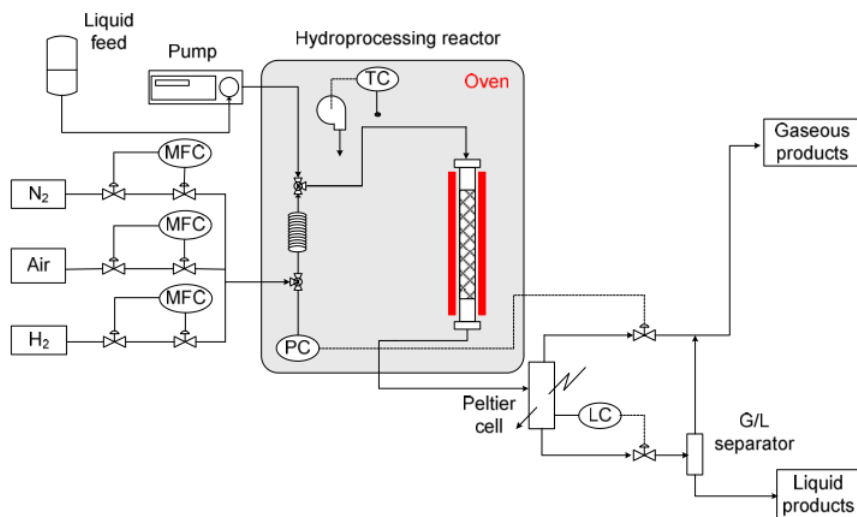 Liquid
feed
Pump
Hydroprocessing reactor
TC
Oven
Gaseous
products
MFC
N₂
MFC
Air
MFC
H₂
PC
Peltier
cell
LC
G/L
separator
Liquid
products